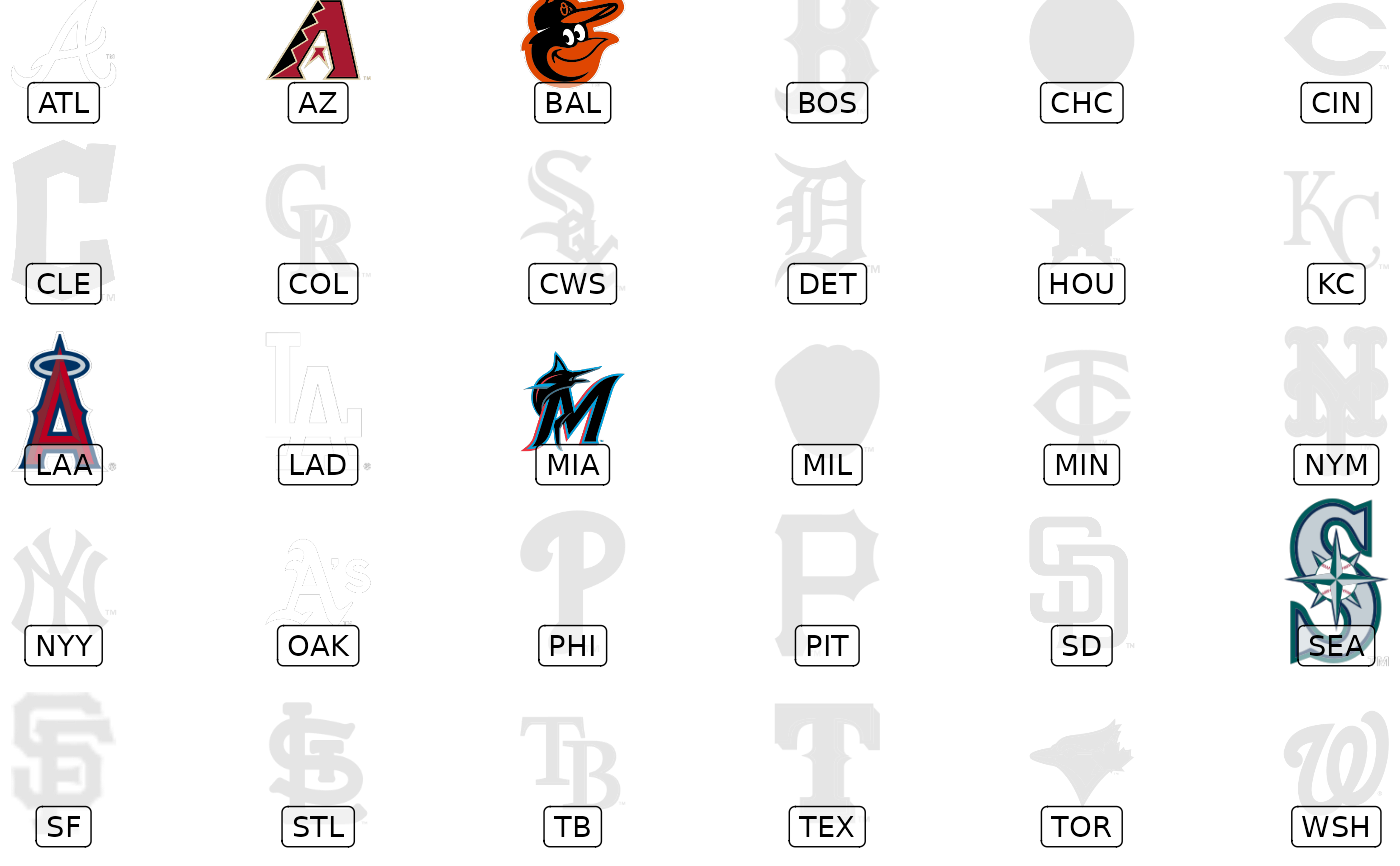 ATL AZ BAL BOS CHC CIN
CLE COL CWS DET HOU KC
LAA LAD MIA MIL MIN NYM
NYY OAK PHI PIT SD SEA
SF STL TB TEX TOR WSH